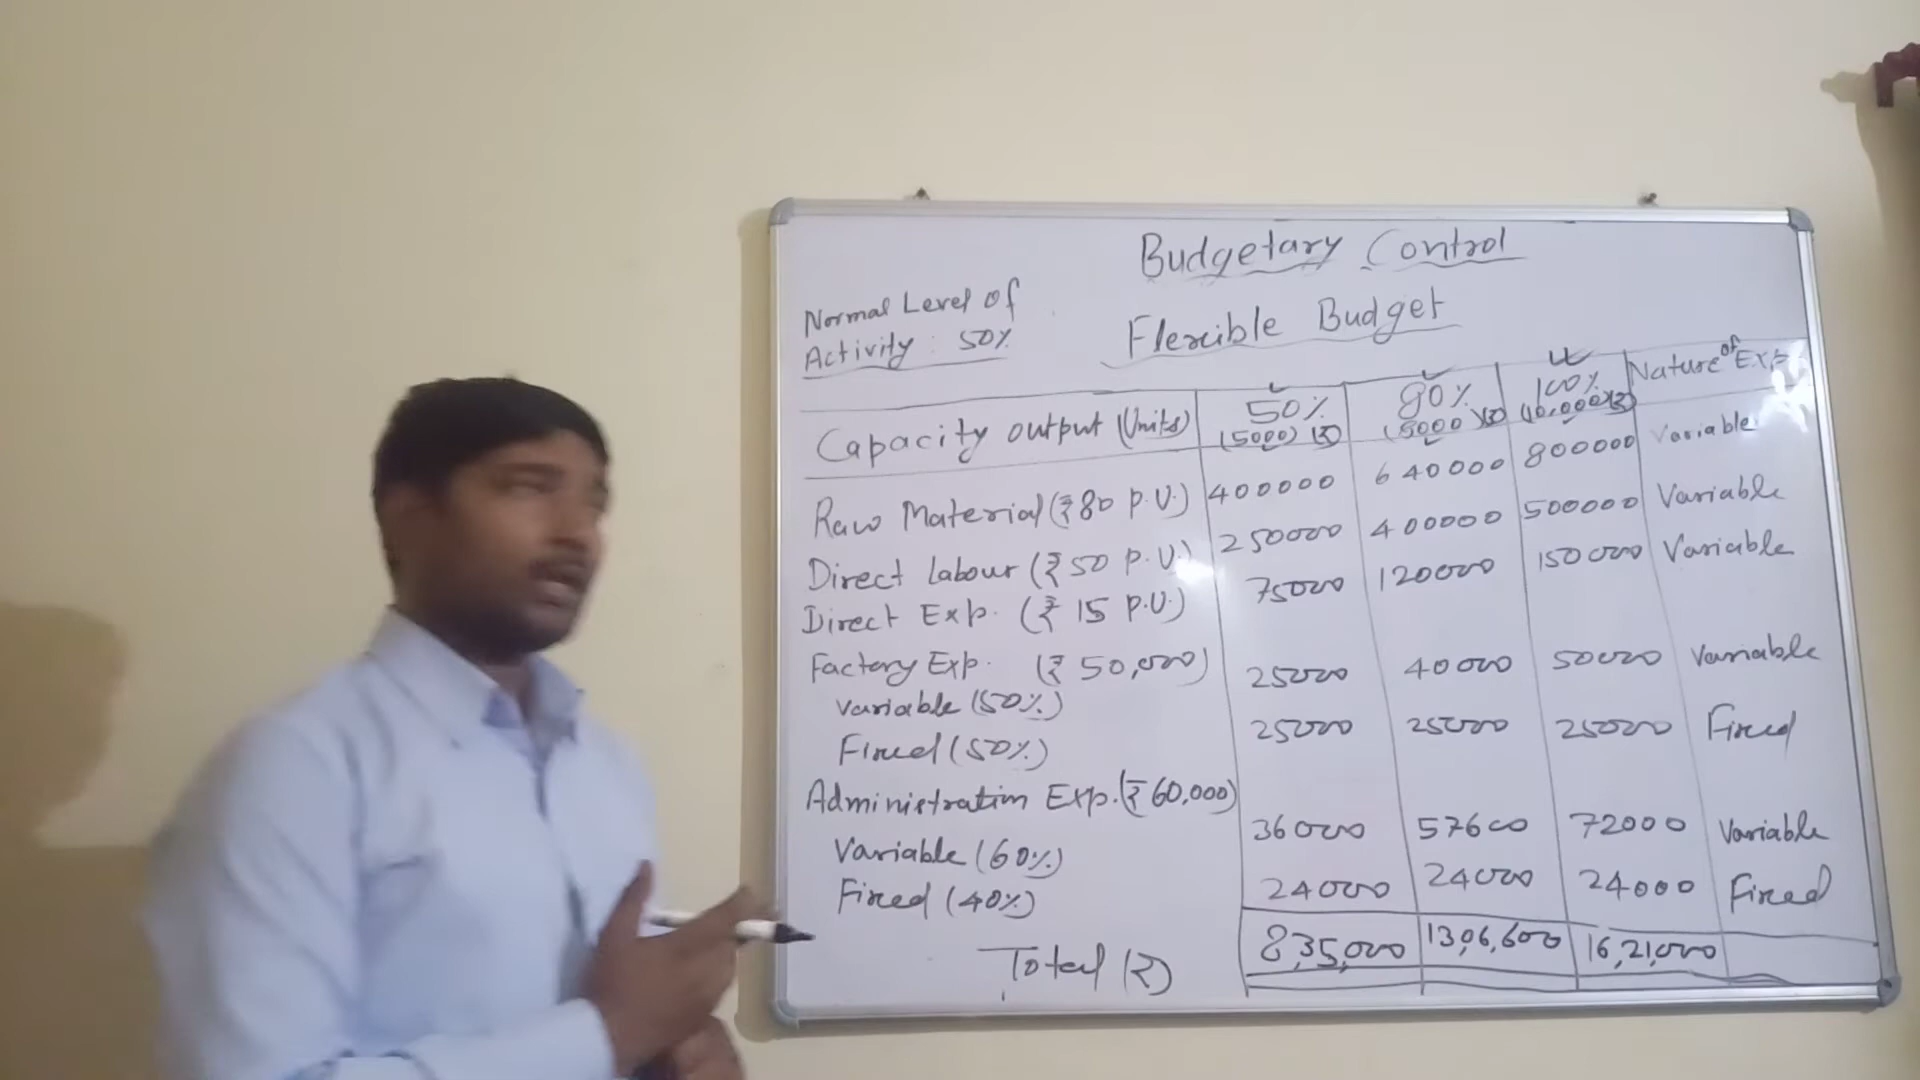 Budgetary Control
Normal Level of
Activity : 50%
Flexible Budget
Capacity output (Units) 50% 80% 100% Nature of Exp
(5000) (₹) (8000) (₹) (10,000) (₹)
Raw Material (₹80 P.U.) 400000 640000 800000 Variable
Direct Labour (₹50 P.U.) 250000 400000 500000 Variable
Direct Exp. (₹ 15 P.U.) 75000 120000 150000 Variable
Factory Exp. (₹ 50,000)
Variable (50%) 25000 40000 50000 Variable
Fixed (50%) 25000 25000 25000 Fixed
Administration Exp. (₹ 60,000)
Variable (60%) 36000 57600 72000 Variable
Fixed (40%) 24000 24000 24000 Fixed
Total (₹) 8,35,000 13,06,600 16,21,000